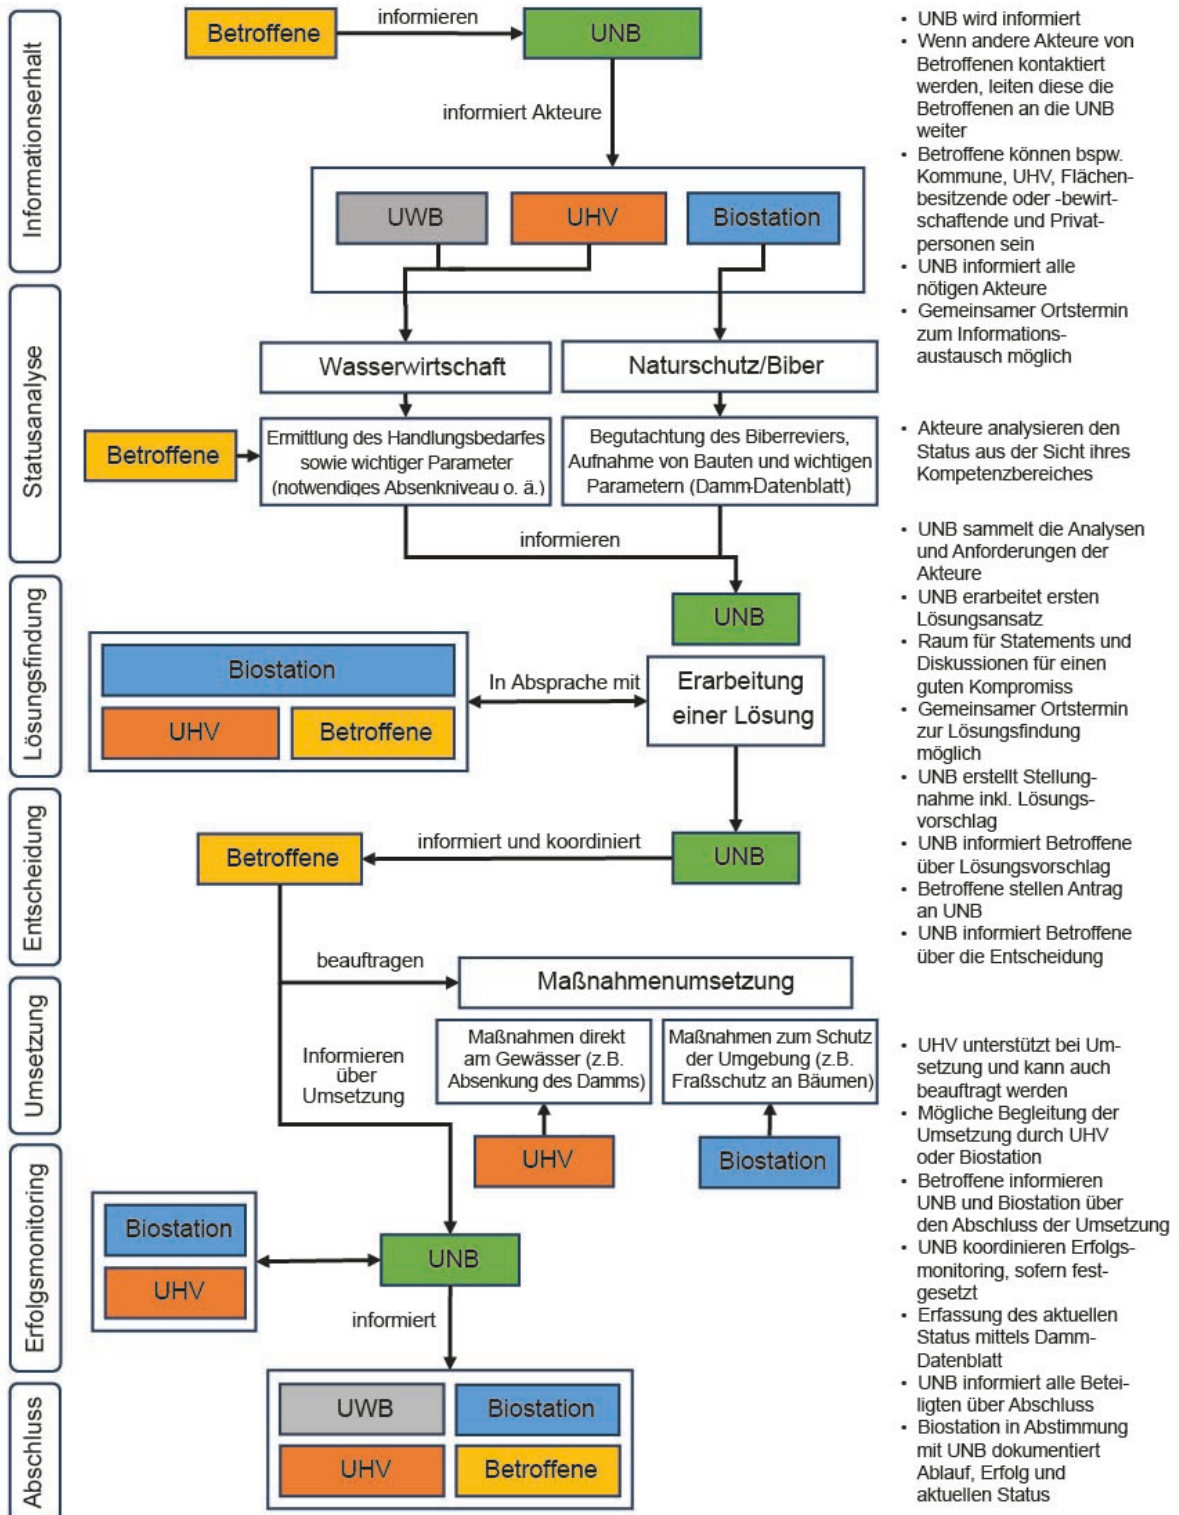 Informationserhalt
Betroffene
informieren
UNB
informiert Akteure
UWB
UHV
Biostation
• UNB wird informiert
• Wenn andere Akteure von
Betroffenen kontaktiert
werden, leiten diese die
Betroffenen an die UNB
weiter
• Betroffene können bspw.
Kommune, UHV, Flächen-
besitzende oder -bewirt-
schaftende und Privat-
personen sein
• UNB informiert alle
nötigen Akteure
• Gemeinsamer Ortstermin
zum Informations-
austausch möglich
Statusanalyse
Wasserwirtschaft
Naturschutz/Biber
Betroffene
Ermittlung des Handlungsbedarfes
sowie wichtiger Parameter
(notwendiges Absenkniveau o. ä.)
Begutachtung des Biberreviers,
Aufnahme von Bauten und wichtigen
Parametern (Damm-Datenblatt)
informieren
• Akteure analysieren den
Status aus der Sicht ihres
Kompetenzbereiches
Lösungsfindung
UNB
Biostation
UHV
Betroffene
In Absprache mit
Erarbeitung
einer Lösung
• UNB sammelt die Analysen
und Anforderungen der
Akteure
• UNB erarbeitet ersten
Lösungsansatz
• Raum für Statements und
Diskussionen für einen
guten Kompromiss
• Gemeinsamer Ortstermin
zur Lösungsfindung
möglich
Entscheidung
Betroffene
informiert und koordiniert
UNB
• UNB erstellt Stellung-
nahme inkl. Lösungs-
vorschlag
• UNB informiert Betroffene
über Lösungsvorschlag
• Betroffene stellen Antrag
an UNB
• UNB informiert Betroffene
über die Entscheidung
beauftragen
Maßnahmenumsetzung
Umsetzung
Informieren
über
Umsetzung
Maßnahmen direkt
am Gewässer (z.B.
Absenkung des Damms)
Maßnahmen zum Schutz
der Umgebung (z.B.
Fraßschutz an Bäumen)
UHV
Biostation
• UHV unterstützt bei Um-
setzung und kann auch
beauftragt werden
• Mögliche Begleitung der
Umsetzung durch UHV
oder Biostation
• Betroffene informieren
UNB und Biostation über
den Abschluss der Umsetzung
Erfolgsmonitoring
Biostation
UHV
UNB
informiert
• UNB koordinieren Erfolgs-
monitoring, sofern fest-
gesetzt
• Erfassung des aktuellen
Status mittels Damm-
Datenblatt
Abschluss
UWB
Biostation
UHV
Betroffene
• UNB informiert alle Betei-
ligten über Abschluss
• Biostation in Abstimmung
mit UNB dokumentiert
Ablauf, Erfolg und
aktuellen Status